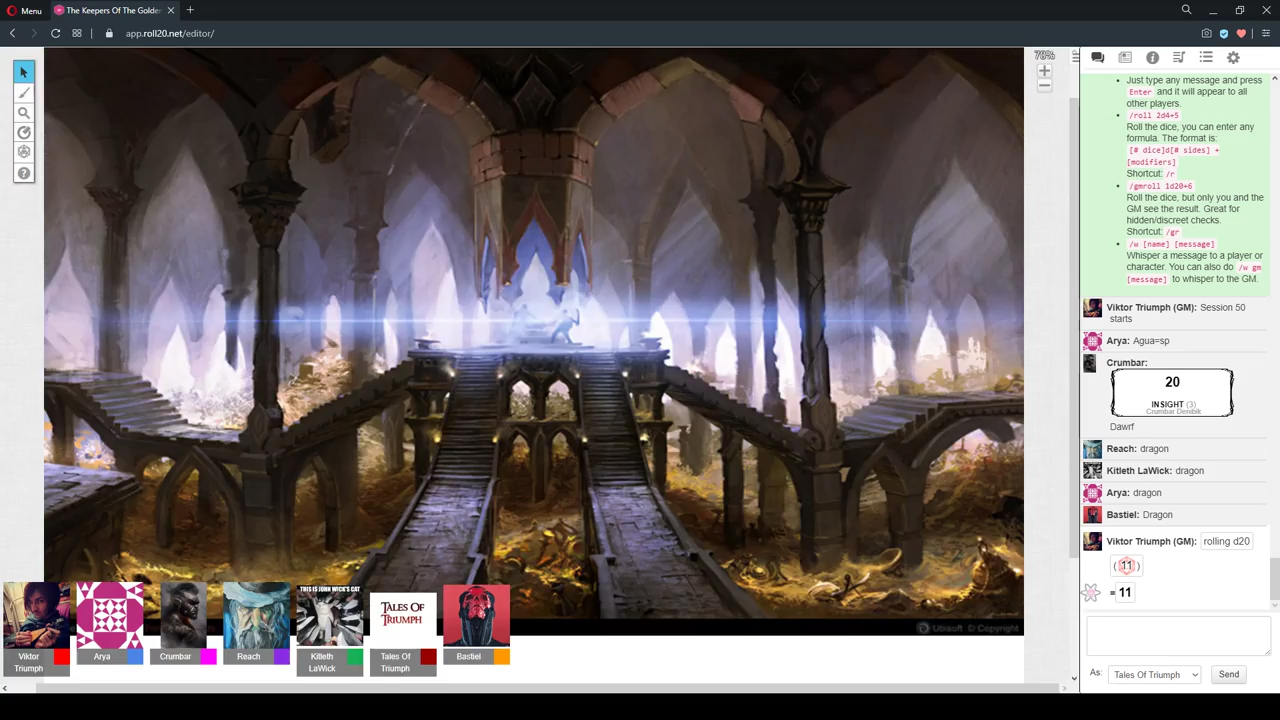 Menu
The Keepers Of The Golde
app.roll20.net/editor/
70%
Just type any message and press
Enter and it will appear to all
other players.
/roll 2d4+5
Roll the dice, you can enter any
formula. The format is:
[# dice]d[# sides] +
[modifiers]
Shortcut: /r
/gmroll 1d20+6
Roll the dice, but only you and the
GM see the result. Great for
hidden/discreet checks.
Shortcut: /gr
/w [name] [message]
Whisper a message to a player or
character. You can also do /w gm
[message] to whisper to the GM.
Viktor Triumph (GM): Session 50
starts
Arya: Agua=sp
Crumbar:
20
INSIGHT (3)
Crumbar Denibik
Dawrf
Reach: dragon
Kitleth LaWick: dragon
Arya: dragon
Bastiel: Dragon
Viktor Triumph (GM): rolling d20
(11)
= 11
As: Tales Of Triumph
Send
THIS IS JOHN WICK'S CAT
TALES OF
TRIUMPH
Viktor
Triumph
Arya
Crumbar
Reach
Kitleth
LaWick
Tales Of
Triumph
Bastiel
Ubisoft © Copyright